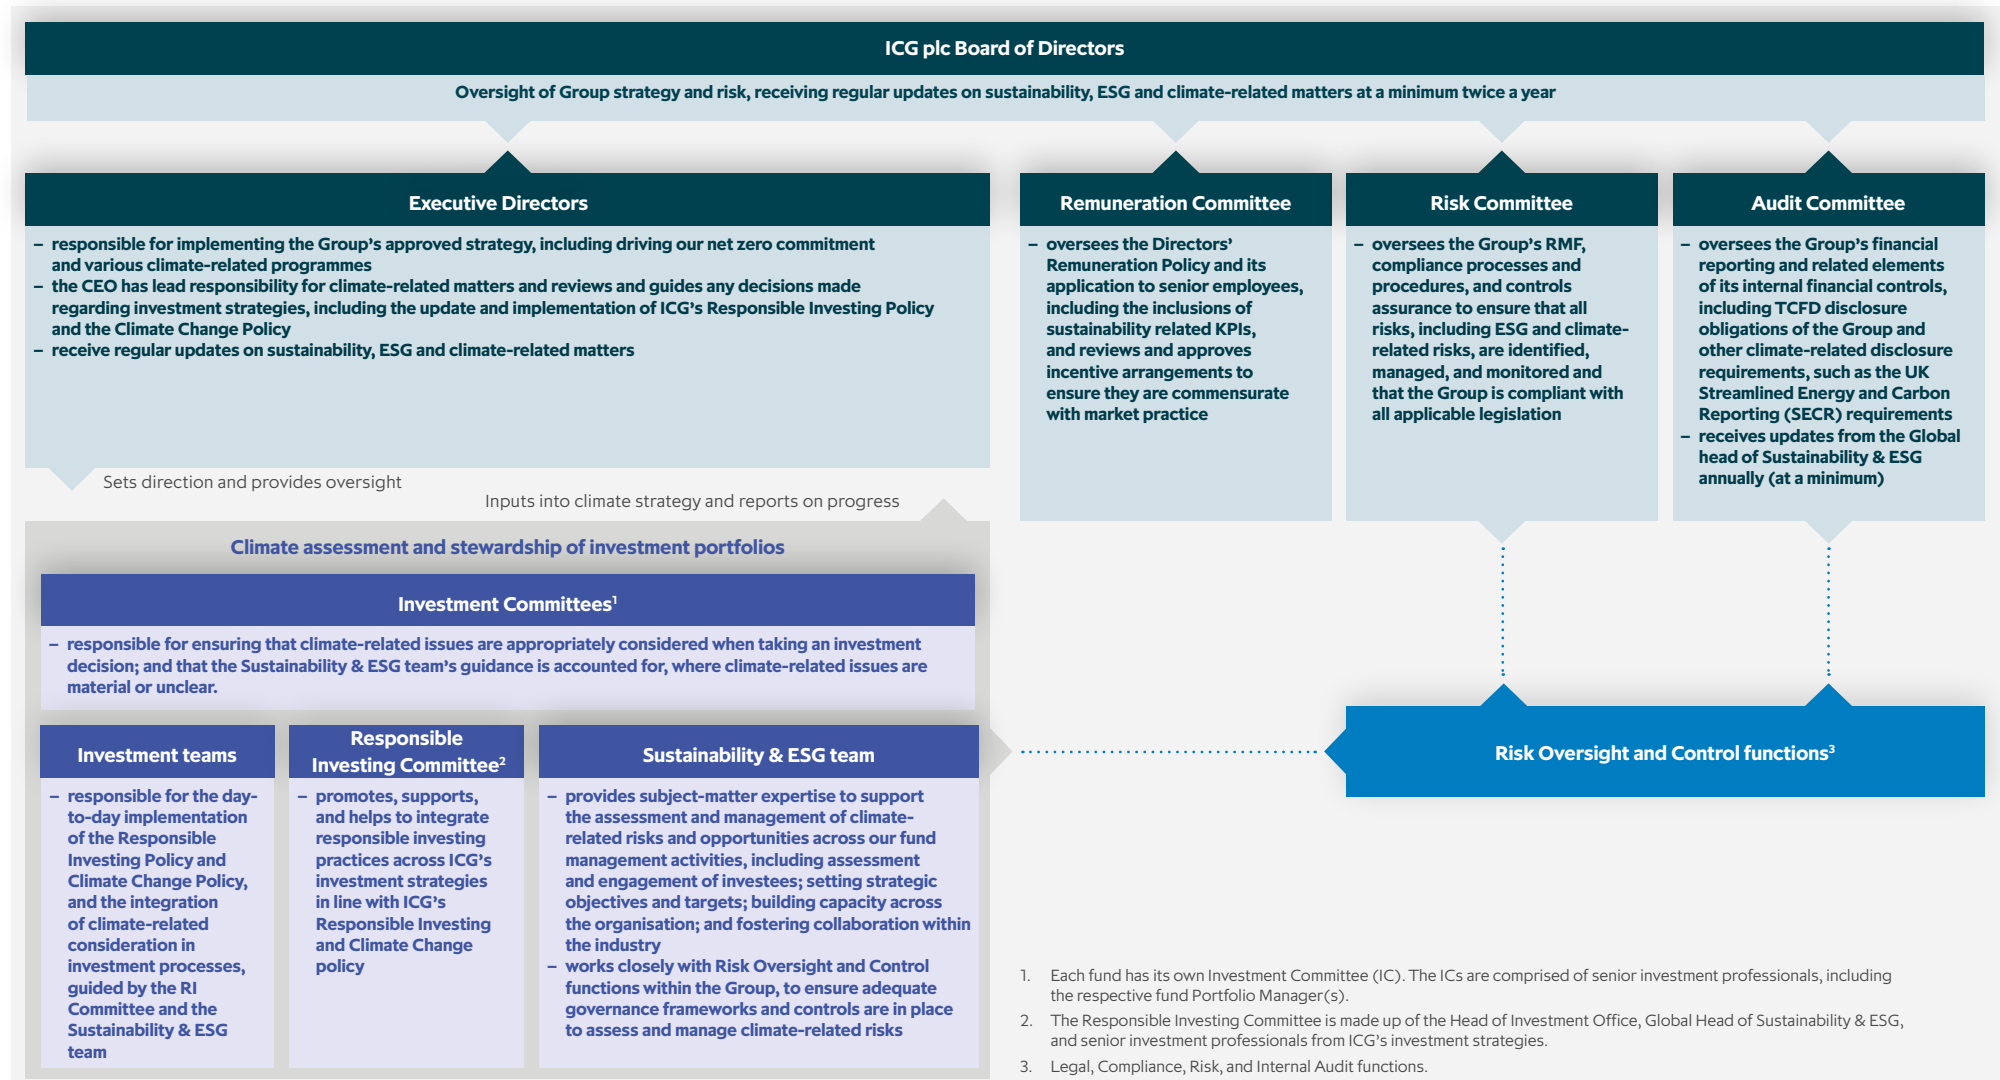 ICG plc Board of Directors
Oversight of Group strategy and risk, receiving regular updates on sustainability, ESG and climate-related matters at a minimum twice a year
Executive Directors
– responsible for implementing the Group’s approved strategy, including driving our net zero commitment
and various climate-related programmes
– the CEO has lead responsibility for climate-related matters and reviews and guides any decisions made
regarding investment strategies, including the update and implementation of ICG’s Responsible Investing Policy
and the Climate Change Policy
– receive regular updates on sustainability, ESG and climate-related matters
Remuneration Committee
– oversees the Directors’
Remuneration Policy and its
application to senior employees,
including the inclusions of
sustainability related KPIs,
and reviews and approves
incentive arrangements to
ensure they are commensurate
with market practice
Risk Committee
– oversees the Group’s RMF,
compliance processes and
procedures, and controls
assurance to ensure that all
risks, including ESG and climate-
related risks, are identified,
managed, and monitored and
that the Group is compliant with
all applicable legislation
Audit Committee
– oversees the Group’s financial
reporting and related elements
of its internal financial controls,
including TCFD disclosure
obligations of the Group and
other climate-related disclosure
requirements, such as the UK
Streamlined Energy and Carbon
Reporting (SECR) requirements
– receives updates from the Global
head of Sustainability & ESG
annually (at a minimum)
Sets direction and provides oversight
Inputs into climate strategy and reports on progress
Climate assessment and stewardship of investment portfolios
Investment Committees¹
– responsible for ensuring that climate-related issues are appropriately considered when taking an investment
decision; and that the Sustainability & ESG team’s guidance is accounted for, where climate-related issues are
material or unclear.
Investment teams
– responsible for the day-
to-day implementation
of the Responsible
Investing Policy and
Climate Change Policy,
and the integration
of climate-related
consideration in
investment processes,
guided by the RI
Committee and the
Sustainability & ESG
team
Responsible
Investing Committee²
– promotes, supports,
and helps to integrate
responsible investing
practices across ICG’s
investment strategies
in line with ICG’s
Responsible Investing
and Climate Change
policy
Sustainability & ESG team
– provides subject-matter expertise to support
the assessment and management of climate-
related risks and opportunities across our fund
management activities, including assessment
and engagement of investees; setting strategic
objectives and targets; building capacity across
the organisation; and fostering collaboration within
the industry
– works closely with Risk Oversight and Control
functions within the Group, to ensure adequate
governance frameworks and controls are in place
to assess and manage climate-related risks
Risk Oversight and Control functions³
1. Each fund has its own Investment Committee (IC). The ICs are comprised of senior investment professionals, including
the respective fund Portfolio Manager(s).
2. The Responsible Investing Committee is made up of the Head of Investment Office, Global Head of Sustainability & ESG,
and senior investment professionals from ICG’s investment strategies.
3. Legal, Compliance, Risk, and Internal Audit functions.